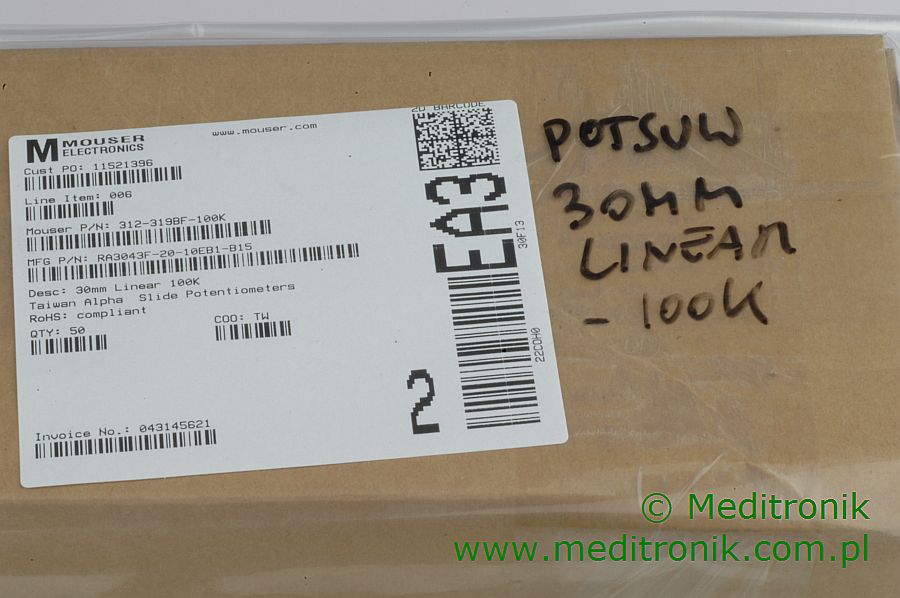 MOUSER
ELECTRONICS
www.mouser.com
2D BARCODE
Cust PO: 11521396
Line Item: 006
Mouser P/N: 312-319BF-100K
MFG P/N: RA3043F-20-10EB1-B15
Desc: 30mm Linear 100K
Taiwan Alpha Slide Potentiometers
RoHS: compliant
QTY: 50
COO: TW
Invoice No.: 043145621
EA3
30F13
22COH0
2
POTSUW
30MM
LINEAR
- 100K
© Meditronik
www.meditronik.com.pl